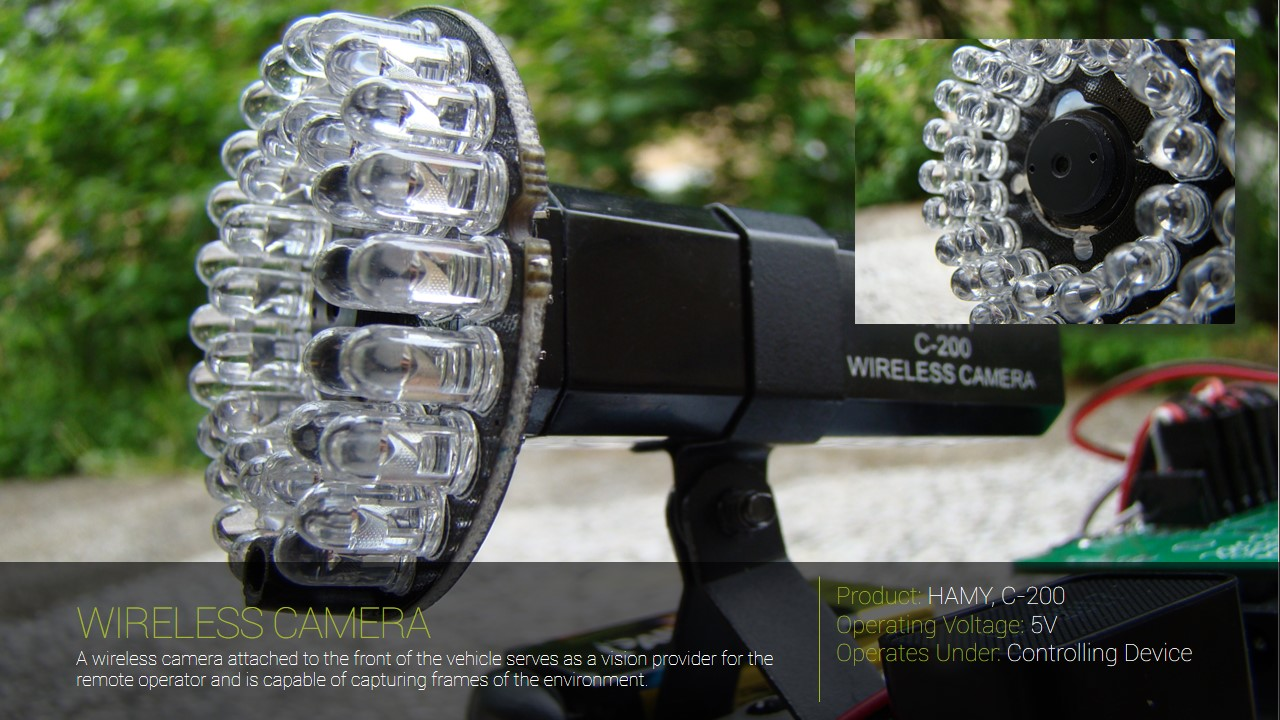 C-200
WIRELESS CAMERA
WIRELESS CAMERA
A wireless camera attached to the front of the vehicle serves as a vision provider for the
remote operator and is capable of capturing frames of the environment.
Product: HAMY, C-200
Operating Voltage: 5V
Operates Under: Controlling Device